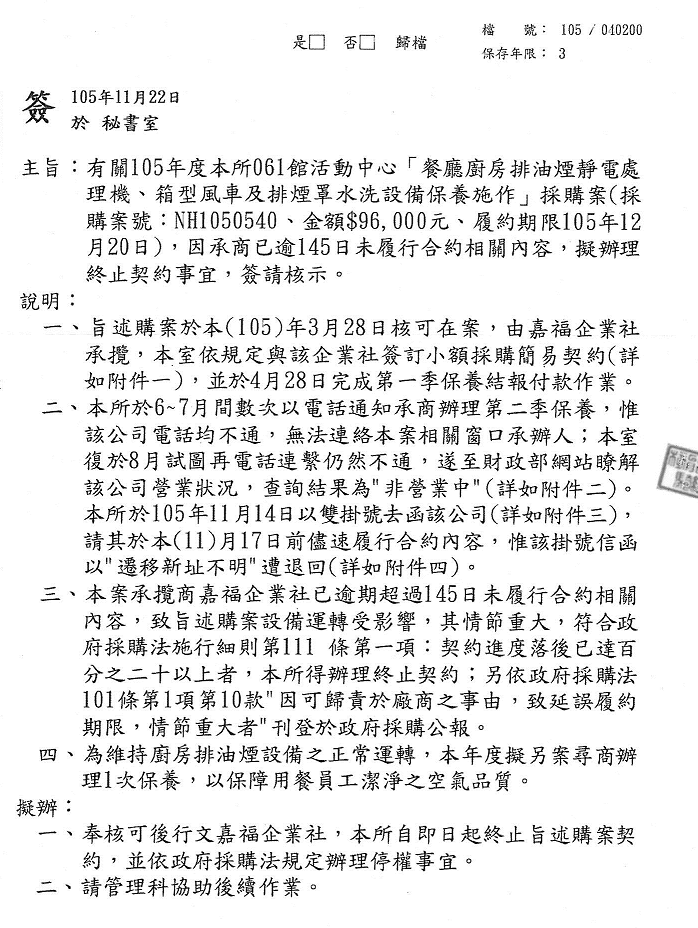 檔　號： 105 / 040200
是□　否□　歸檔
保存年限： 3
簽 105年11月22日
於 秘書室
主旨：有關105年度本所061館活動中心「餐廳廚房排油煙靜電處
理機、箱型風車及排煙罩水洗設備保養施作」採購案(採
購案號：NH1050540、金額$96,000元、履約期限105年12
月20日)，因承商已逾145日未履行合約相關內容，擬辦理
終止契約事宜，簽請核示。
說明：
一、旨述購案於本(105)年3月28日核可在案，由嘉福企業社
承攬，本室依規定與該企業社簽訂小額採購簡易契約(詳
如附件一)，並於4月28日完成第一季保養結報付款作業。
二、本所於6~7月間數次以電話通知承商辦理第二季保養，惟
該公司電話均不通，無法連絡本案相關窗口承辦人；本室
復於8月試圖再電話連繫仍然不通，遂至財政部網站瞭解
該公司營業狀況，查詢結果為"非營業中"(詳如附件二)。
本所於105年11月14日以雙掛號去函該公司(詳如附件三)，
請其於本(11)月17日前儘速履行合約內容，惟該掛號信函
以"遷移新址不明"遭退回(詳如附件四)。
三、本案承攬商嘉福企業社已逾期超過145日未履行合約相關
內容，致旨述購案設備運轉受影響，其情節重大，符合政
府採購法施行細則第111 條第一項：契約進度落後已達百
分之二十以上者，本所得辦理終止契約；另依政府採購法
101條第1項第10款"因可歸責於廠商之事由，致延誤履約
期限，情節重大者"刊登於政府採購公報。
四、為維持廚房排油煙設備之正常運轉，本年度擬另案尋商辦
理1次保養，以保障用餐員工潔淨之空氣品質。
擬辦：
一、奉核可後行文嘉福企業社，本所自即日起終止旨述購案契
約，並依政府採購法規定辦理停權事宜。
二、請管理科協助後續作業。